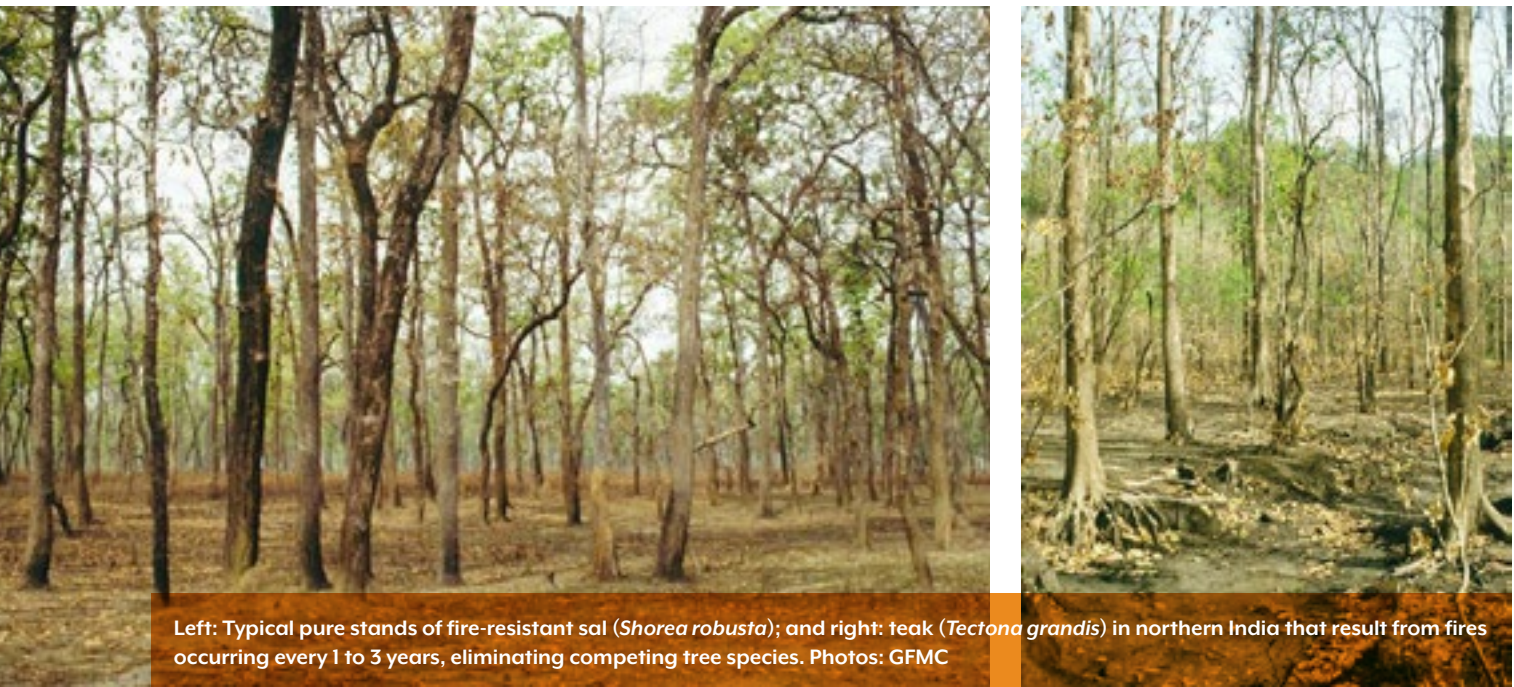 Left: Typical pure stands of fire-resistant sal (Shorea robusta); and right: teak (Tectona grandis) in northern India that result from fires
occurring every 1 to 3 years, eliminating competing tree species. Photos: GFMC